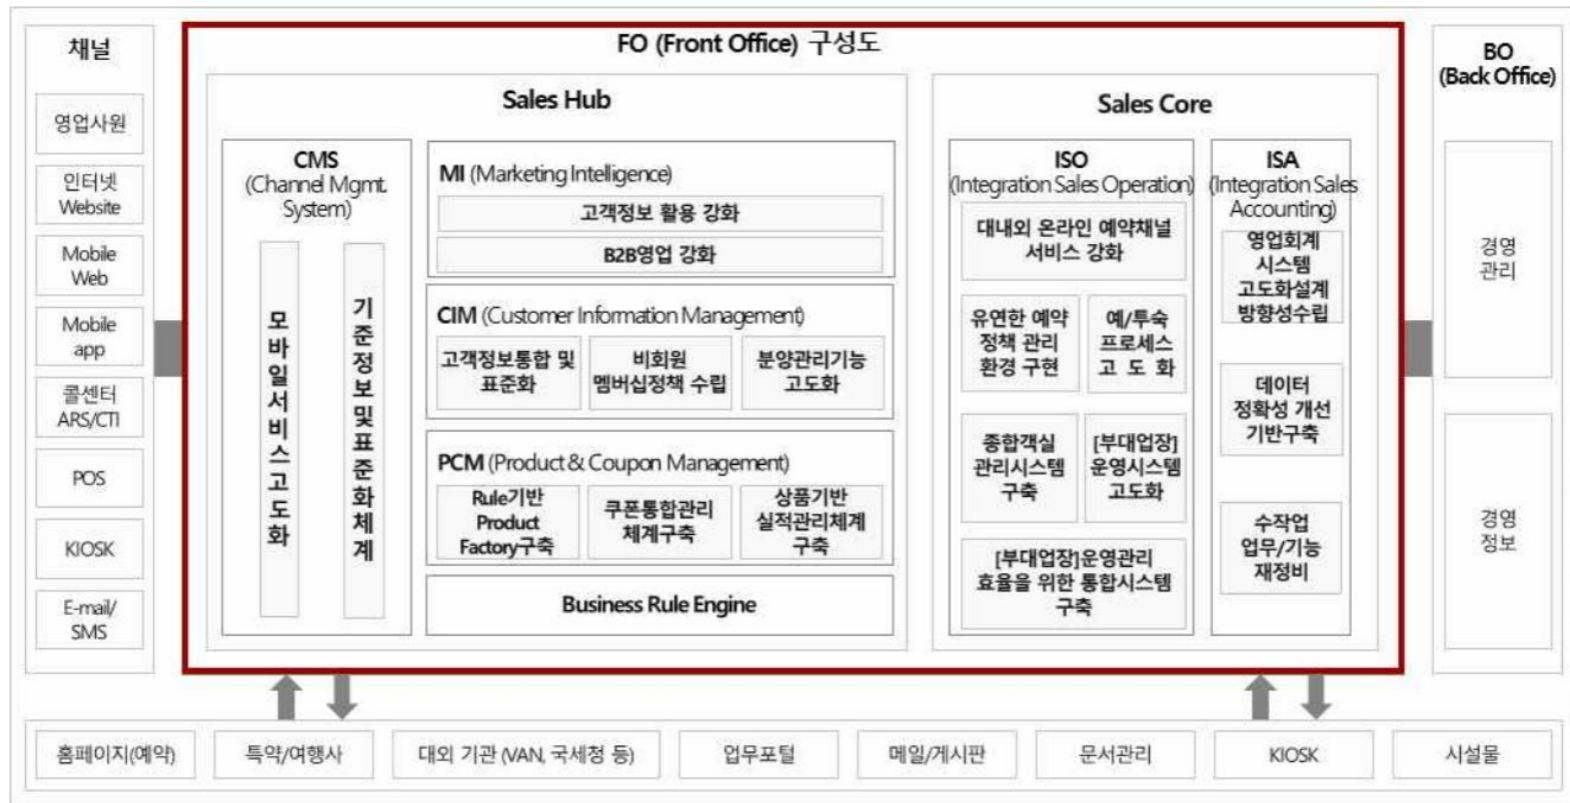 FO (Front Office) 구성도
채널
영업사원
인터넷
Website
Mobile
Web
Mobile
app
콜센터
ARS/CTI
POS
KIOSK
E-mail/
SMS
Sales Hub
CMS
(Channel Mgmt.
System)
모바일서비스고도화
기준정보및표준화체계
MI (Marketing Intelligence)
고객정보 활용 강화
B2B영업 강화
CIM (Customer Information Management)
고객정보통합 및
표준화
비회원
멤버십정책 수립
분양관리기능
고도화
PCM (Product & Coupon Management)
Rule기반
Product
Factory구축
쿠폰통합관리
체계구축
상품기반
실적관리체계
구축
Business Rule Engine
Sales Core
ISO
(Integration Sales Operation)
대내외 온라인 예약채널
서비스 강화
유연한 예약
정책 관리
환경 구현
예/투숙
프로세스
고 도 화
종합객실
관리시스템
구축
[부대업장]
운영시스템
고도화
[부대업장]운영관리
효율을 위한 통합시스템
구축
ISA
(Integration Sales
Accounting)
영업회계
시스템
고도화설계
방향성수립
데이터
정확성 개선
기반구축
수작업
업무/기능
재정비
BO
(Back Office)
경영
관리
경영
정보
홈페이지(예약)
특약/여행사
대외 기관 (VAN, 국세청 등)
업무포털
메일/게시판
문서관리
KIOSK
시설물